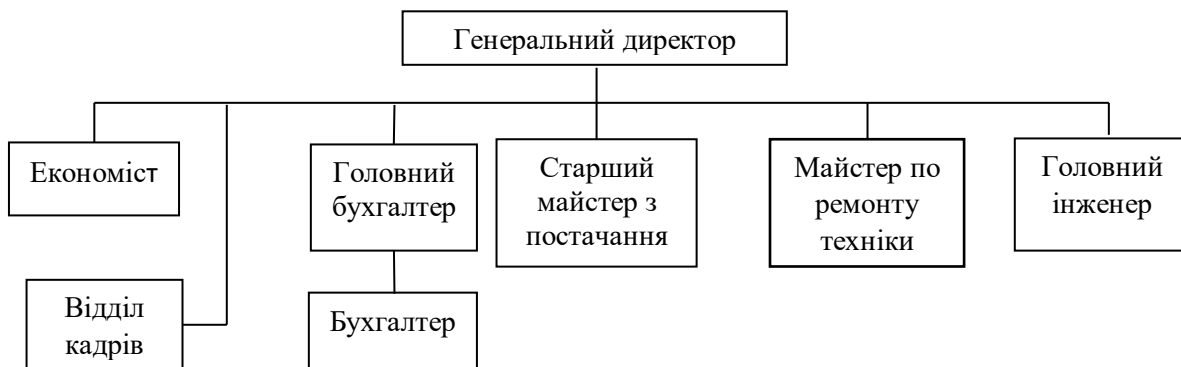 Генеральний директор
Економіст
Головний
бухгалтер
Старший
майстер з
постачання
Майстер по
ремонту
техніки
Головний
інженер
Відділ
кадрів
Бухгалтер